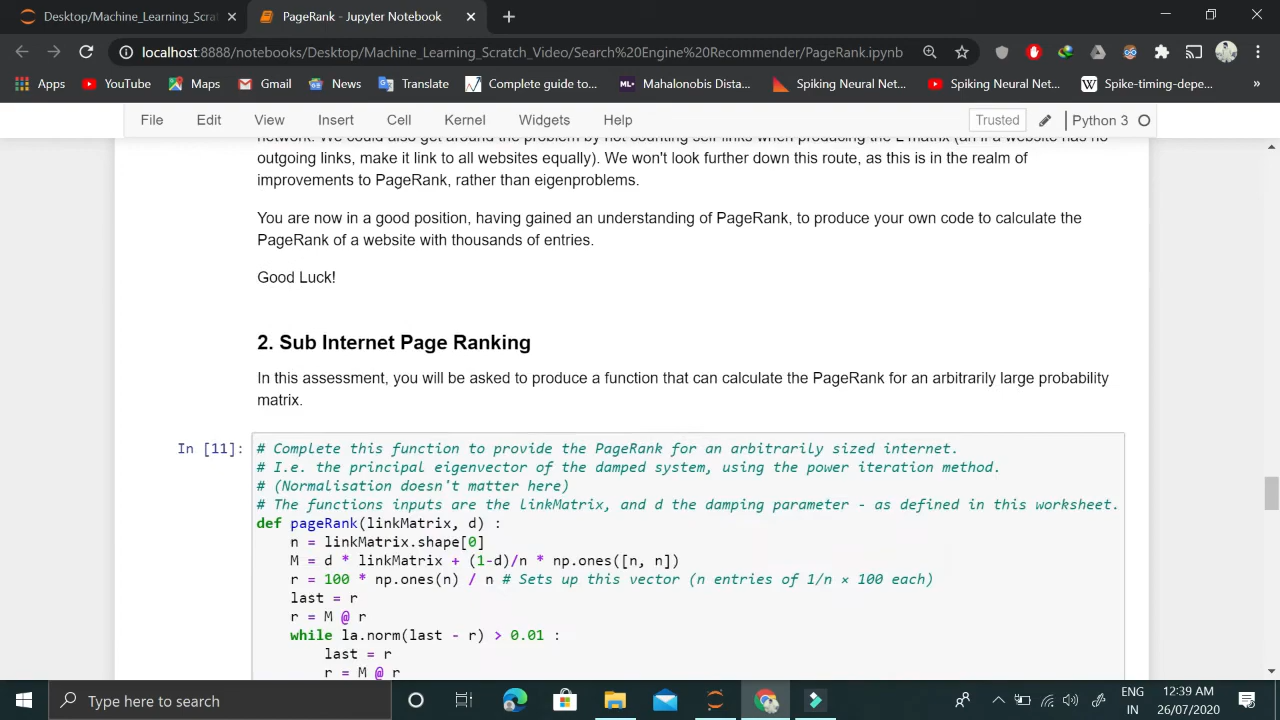 Desktop/Machine_Learning_Scrat
PageRank - Jupyter Notebook
localhost:8888/notebooks/Desktop/Machine_Learning_Scratch_Video/Search%20Engine%20Recommender/PageRank.ipynb
Apps YouTube Maps Gmail News Translate Complete guide to... ML+ Mahalonobis Dista... Spiking Neural Net... Spiking Neural Net... W Spike-timing-depe... »
File Edit View Insert Cell Kernel Widgets Help Trusted Python 3
outgoing links, make it link to all websites equally). We won't look further down this route, as this is in the realm of
improvements to PageRank, rather than eigenproblems.
You are now in a good position, having gained an understanding of PageRank, to produce your own code to calculate the
PageRank of a website with thousands of entries.
Good Luck!
2. Sub Internet Page Ranking
In this assessment, you will be asked to produce a function that can calculate the PageRank for an arbitrarily large probability
matrix.
In [11]:
# Complete this function to provide the PageRank for an arbitrarily sized internet.
# I.e. the principal eigenvector of the damped system, using the power iteration method.
# (Normalisation doesn't matter here)
# The functions inputs are the linkMatrix, and d the damping parameter - as defined in this worksheet.
def pageRank(linkMatrix, d) :
n = linkMatrix.shape[0]
M = d * linkMatrix + (1-d)/n * np.ones([n, n])
r = 100 * np.ones(n) / n # Sets up this vector (n entries of 1/n × 100 each)
last = r
r = M @ r
while la.norm(last - r) > 0.01 :
last = r
r = M @ r
Type here to search
ENG
IN
12:39 AM
26/07/2020